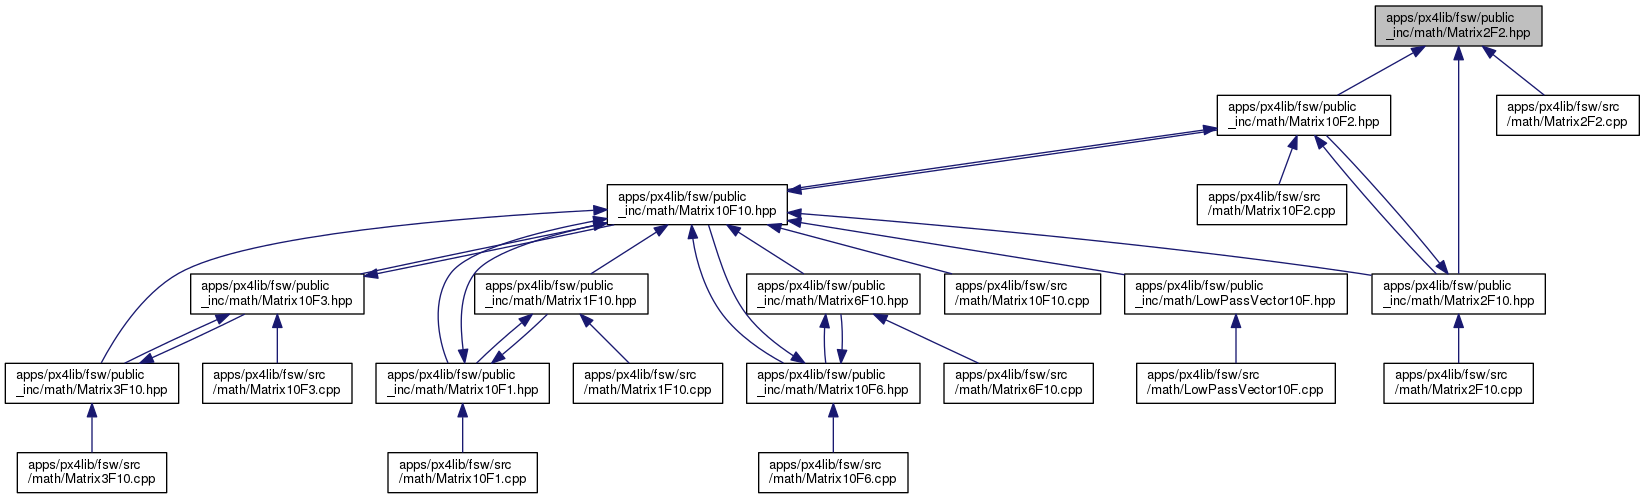 apps/px4lib/fsw/public
_inc/math/Matrix2F2.hpp
apps/px4lib/fsw/public
_inc/math/Matrix10F2.hpp
apps/px4lib/fsw/src
/math/Matrix2F2.cpp
apps/px4lib/fsw/public
_inc/math/Matrix10F10.hpp
apps/px4lib/fsw/src
/math/Matrix10F2.cpp
apps/px4lib/fsw/public
_inc/math/Matrix10F3.hpp
apps/px4lib/fsw/public
_inc/math/Matrix1F10.hpp
apps/px4lib/fsw/public
_inc/math/Matrix6F10.hpp
apps/px4lib/fsw/src
/math/Matrix10F10.cpp
apps/px4lib/fsw/public
_inc/math/LowPassVector10F.hpp
apps/px4lib/fsw/public
_inc/math/Matrix2F10.hpp
apps/px4lib/fsw/public
_inc/math/Matrix3F10.hpp
apps/px4lib/fsw/src
/math/Matrix10F3.cpp
apps/px4lib/fsw/public
_inc/math/Matrix10F1.hpp
apps/px4lib/fsw/src
/math/Matrix1F10.cpp
apps/px4lib/fsw/public
_inc/math/Matrix10F6.hpp
apps/px4lib/fsw/src
/math/Matrix6F10.cpp
apps/px4lib/fsw/src
/math/LowPassVector10F.cpp
apps/px4lib/fsw/src
/math/Matrix2F10.cpp
apps/px4lib/fsw/src
/math/Matrix3F10.cpp
apps/px4lib/fsw/src
/math/Matrix10F1.cpp
apps/px4lib/fsw/src
/math/Matrix10F6.cpp